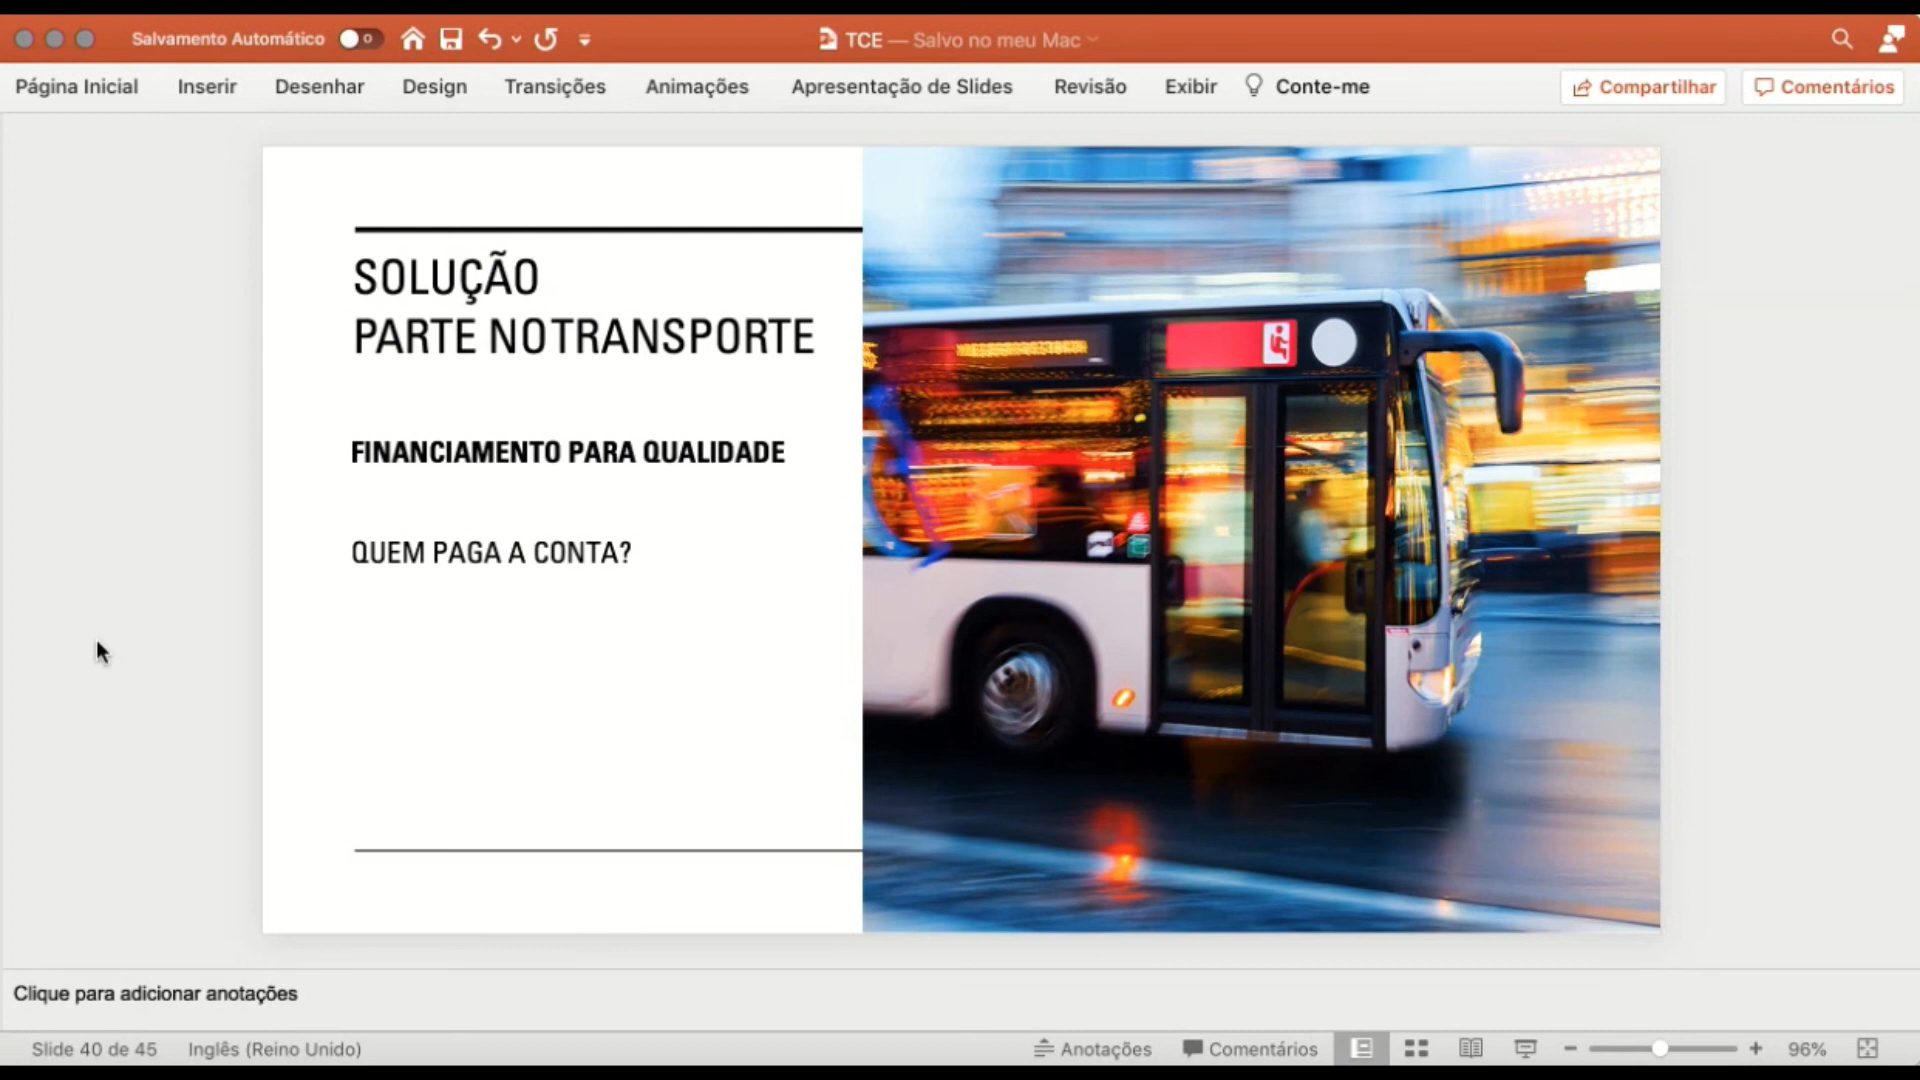 Salvamento Automático
TCE — Salvo no meu Mac
Página Inicial
Inserir
Desenhar
Design
Transições
Animações
Apresentação de Slides
Revisão
Exibir
Conte-me
Compartilhar
Comentários
SOLUÇÃO
PARTE NO TRANSPORTE
FINANCIAMENTO PARA QUALIDADE
QUEM PAGA A CONTA?
Clique para adicionar anotações
Slide 40 de 45
Inglês (Reino Unido)
Anotações
Comentários
96%